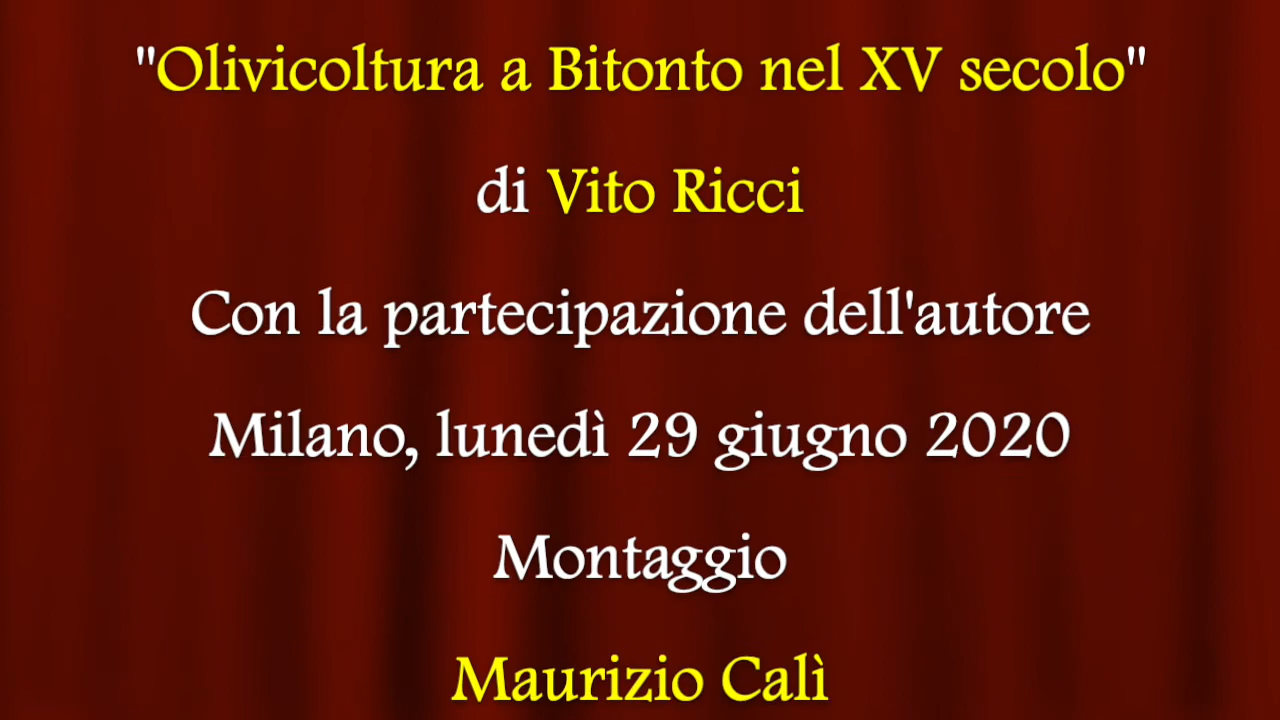 "Olivicoltura a Bitonto nel XV secolo"
di Vito Ricci
Con la partecipazione dell'autore
Milano, lunedì 29 giugno 2020
Montaggio
Maurizio Calì